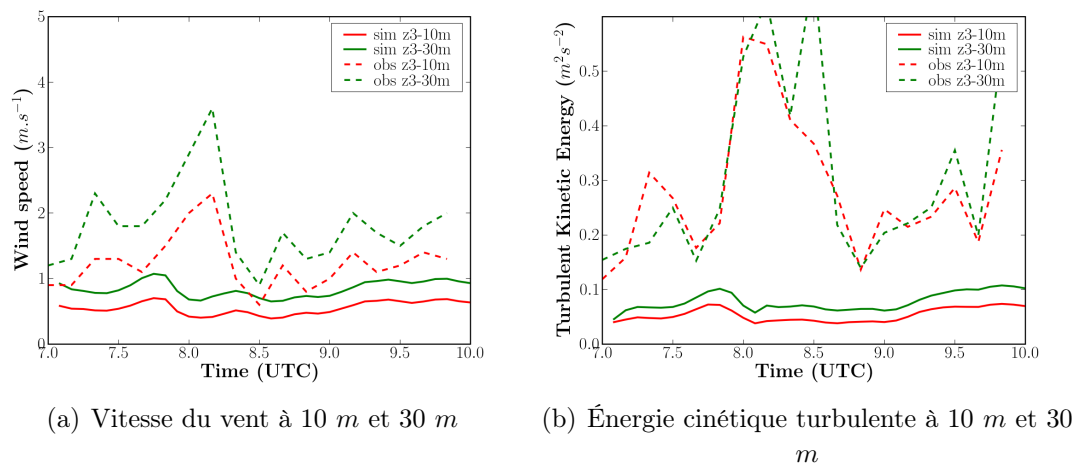 5
4
3
2
1
0
Wind speed (m.s⁻¹)
7.0 7.5 8.0 8.5 9.0 9.5 10.0
Time (UTC)
sim z3-10m
sim z3-30m
obs z3-10m
obs z3-30m
(a) Vitesse du vent à 10 m et 30 m
0.5
0.4
0.3
0.2
0.1
0.0
Turbulent Kinetic Energy (m²s⁻²)
7.0 7.5 8.0 8.5 9.0 9.5 10.0
Time (UTC)
sim z3-10m
sim z3-30m
obs z3-10m
obs z3-30m
(b) Énergie cinétique turbulente à 10 m et 30
m